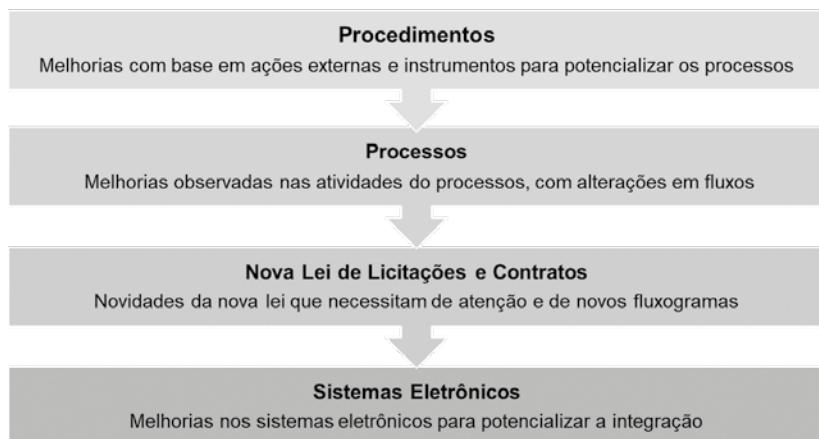 Procedimentos
Melhorias com base em ações externas e instrumentos para potencializar os processos
Processos
Melhorias observadas nas atividades do processos, com alterações em fluxos
Nova Lei de Licitações e Contratos
Novidades da nova lei que necessitam de atenção e de novos fluxogramas
Sistemas Eletrônicos
Melhorias nos sistemas eletrônicos para potencializar a integração